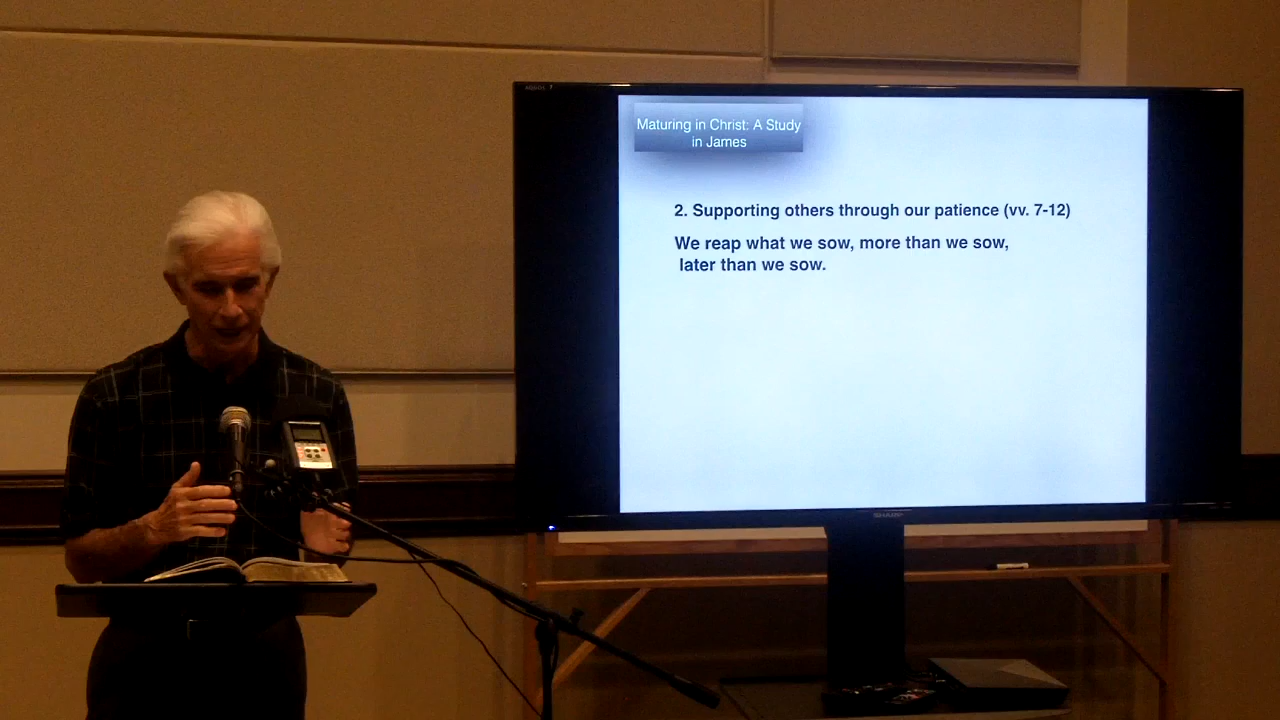 Maturing in Christ: A Study
in James
2. Supporting others through our patience (vv. 7-12)
We reap what we sow, more than we sow,
later than we sow.
SHARP